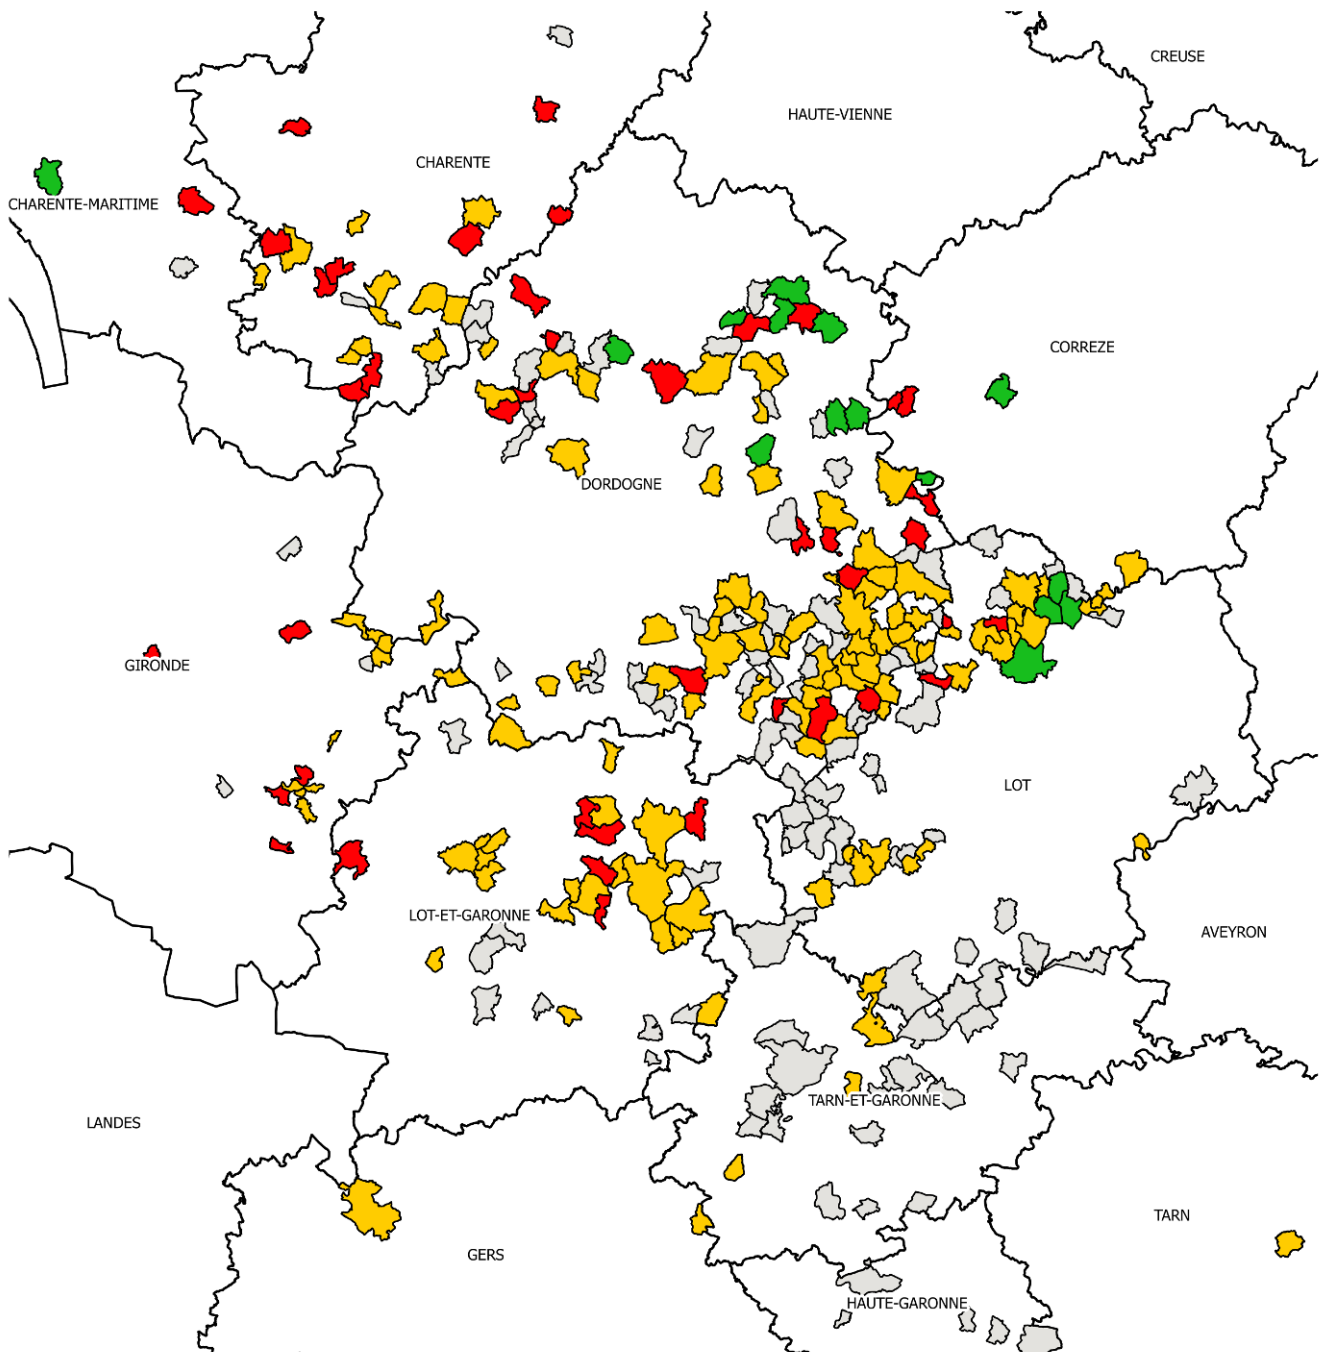 CREUSE
HAUTE-VIENNE
CHARENTE
CHARENTE-MARITIME
CORREZE
DORDOGNE
GIRONDE
LOT
LOT-ET-GARONNE
AVEYRON
TARN-ET-GARONNE
LANDES
TARN
GERS
HAUTE-GARONNE